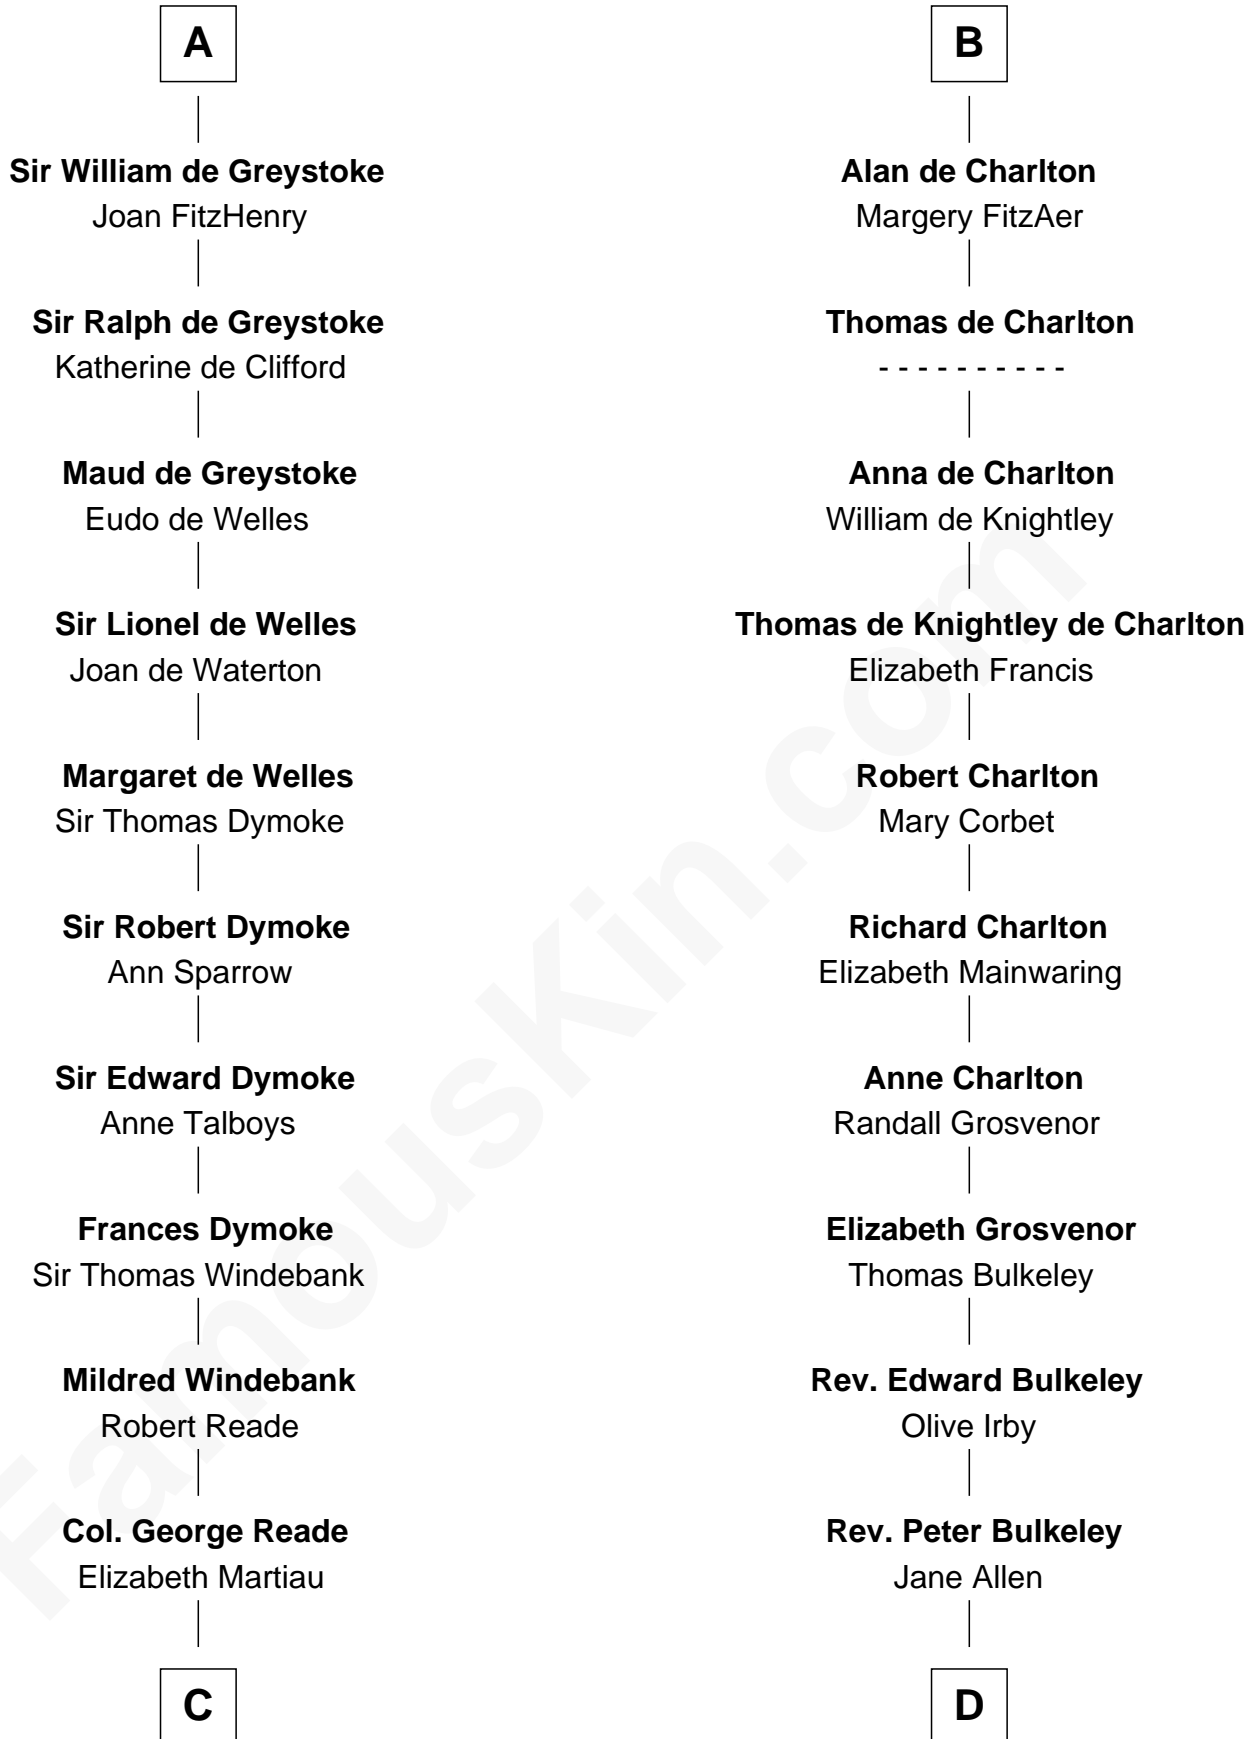 A
Sir William de Greystoke
Joan FitzHenry
Sir Ralph de Greystoke
Katherine de Clifford
Maud de Greystoke
Eudo de Welles
Sir Lionel de Welles
Joan de Waterton
Margaret de Welles
Sir Thomas Dymoke
Sir Robert Dymoke
Ann Sparrow
Sir Edward Dymoke
Anne Talboys
Frances Dymoke
Sir Thomas Windebank
Mildred Windebank
Robert Reade
Col. George Reade
Elizabeth Martiau
C
B
Alan de Charlton
Margery FitzAer
Thomas de Charlton
- - - - - - - - - -
Anna de Charlton
William de Knightley
Thomas de Knightley de Charlton
Elizabeth Francis
Robert Charlton
Mary Corbet
Richard Charlton
Elizabeth Mainwaring
Anne Charlton
Randall Grosvenor
Elizabeth Grosvenor
Thomas Bulkeley
Rev. Edward Bulkeley
Olive Irby
Rev. Peter Bulkeley
Jane Allen
D
FamousKin.com